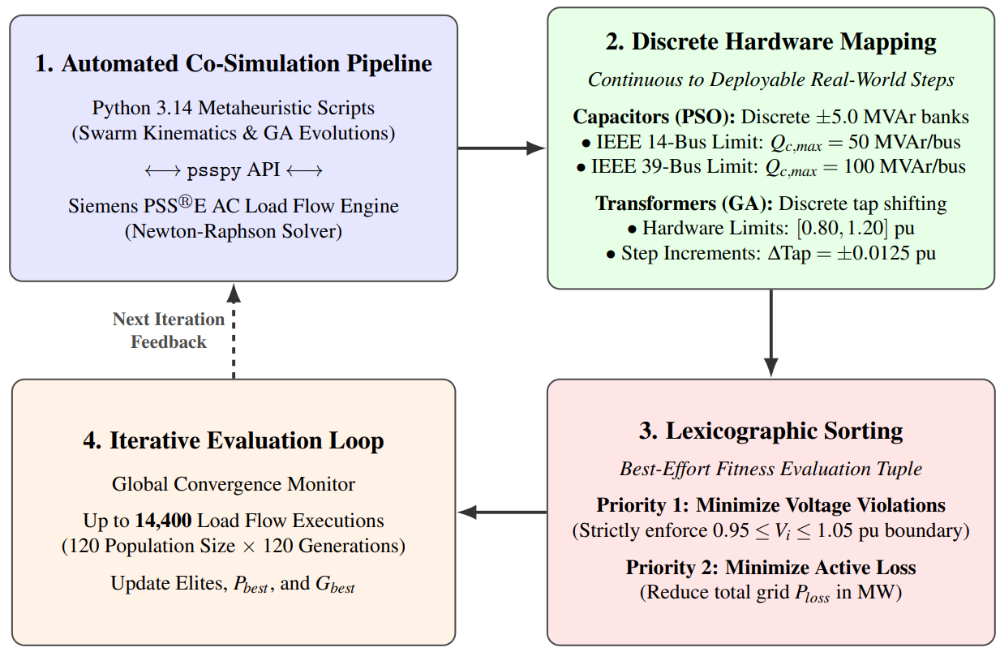 1. Automated Co-Simulation Pipeline
Python 3.14 Metaheuristic Scripts
(Swarm Kinematics & GA Evolutions)
⟷ psspy API ⟷
Siemens PSS®E AC Load Flow Engine
(Newton-Raphson Solver)
2. Discrete Hardware Mapping
Continuous to Deployable Real-World Steps
Capacitors (PSO): Discrete ±5.0 MVAr banks
• IEEE 14-Bus Limit: Qc,max = 50 MVAr/bus
• IEEE 39-Bus Limit: Qc,max = 100 MVAr/bus
Transformers (GA): Discrete tap shifting
• Hardware Limits: [0.80, 1.20] pu
• Step Increments: ΔTap = ±0.0125 pu
3. Lexicographic Sorting
Best-Effort Fitness Evaluation Tuple
Priority 1: Minimize Voltage Violations
(Strictly enforce 0.95 ≤ Vi ≤ 1.05 pu boundary)
Priority 2: Minimize Active Loss
(Reduce total grid Ploss in MW)
4. Iterative Evaluation Loop
Global Convergence Monitor
Up to 14,400 Load Flow Executions
(120 Population Size × 120 Generations)
Update Elites, Pbest, and Gbest
Next Iteration
Feedback